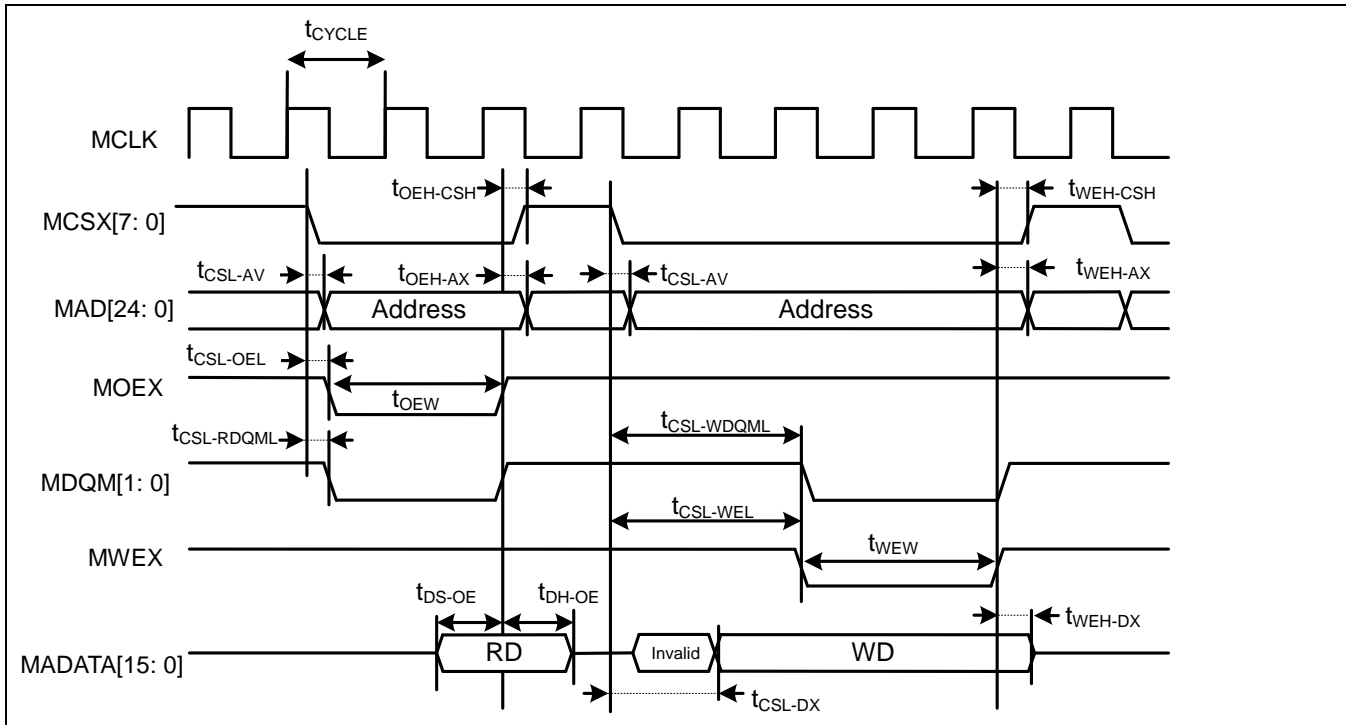 tCYCLE
MCLK
tOEH-CSH
tWEH-CSH
MCSX[7: 0]
tCSL-AV
tOEH-AX
tCSL-AV
tWEH-AX
MAD[24: 0]
Address
Address
tCSL-OEL
MOEX
tOEW
tCSL-RDQML
tCSL-WDQML
MDQM[1: 0]
tCSL-WEL
MWEX
tWEW
tDS-OE
tDH-OE
tWEH-DX
MADATA[15: 0]
RD
Invalid
WD
tCSL-DX